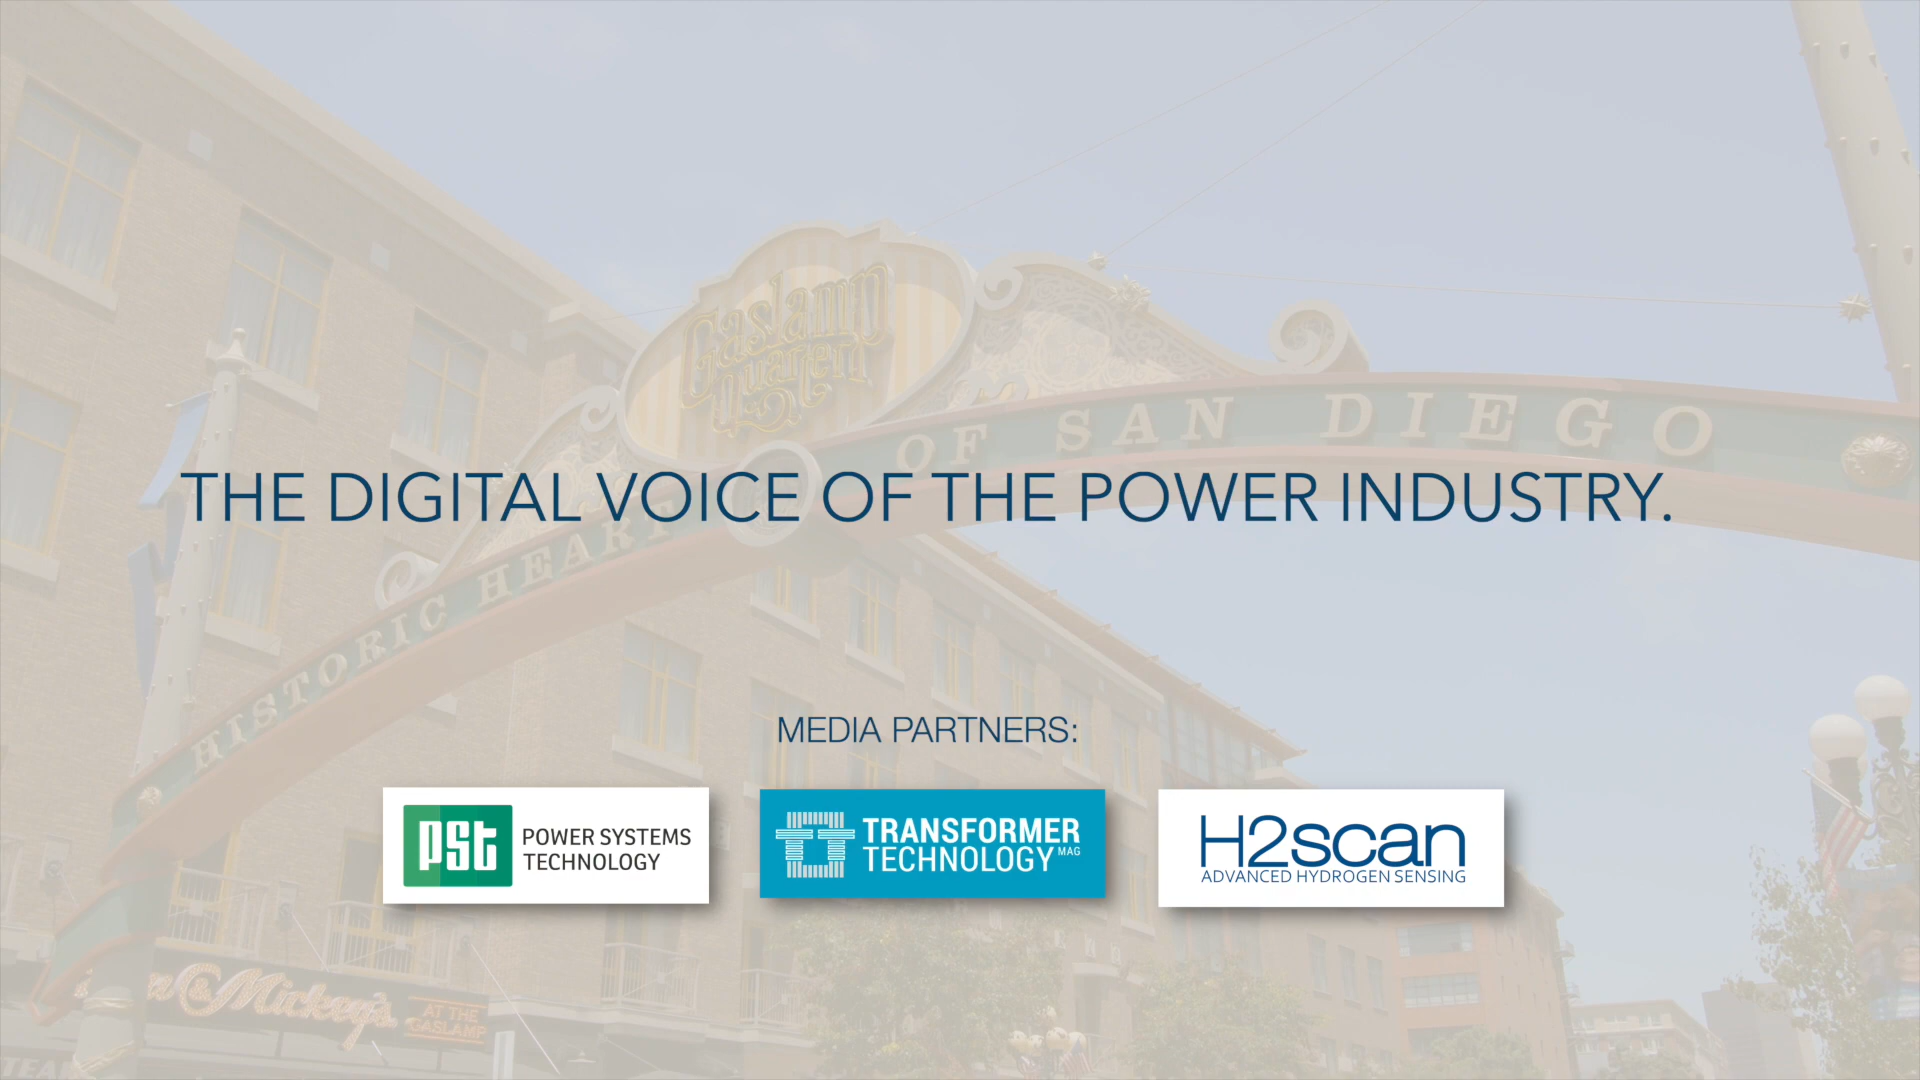 Gaslamp
Quarter
HISTORIC HEART OF SAN DIEGO
THE DIGITAL VOICE OF THE POWER INDUSTRY.
MEDIA PARTNERS:
pst POWER SYSTEMS
TECHNOLOGY
TRANSFORMER
TECHNOLOGY MAG
H2scan
ADVANCED HYDROGEN SENSING
& Mickey's
AT THE
GASLAMP